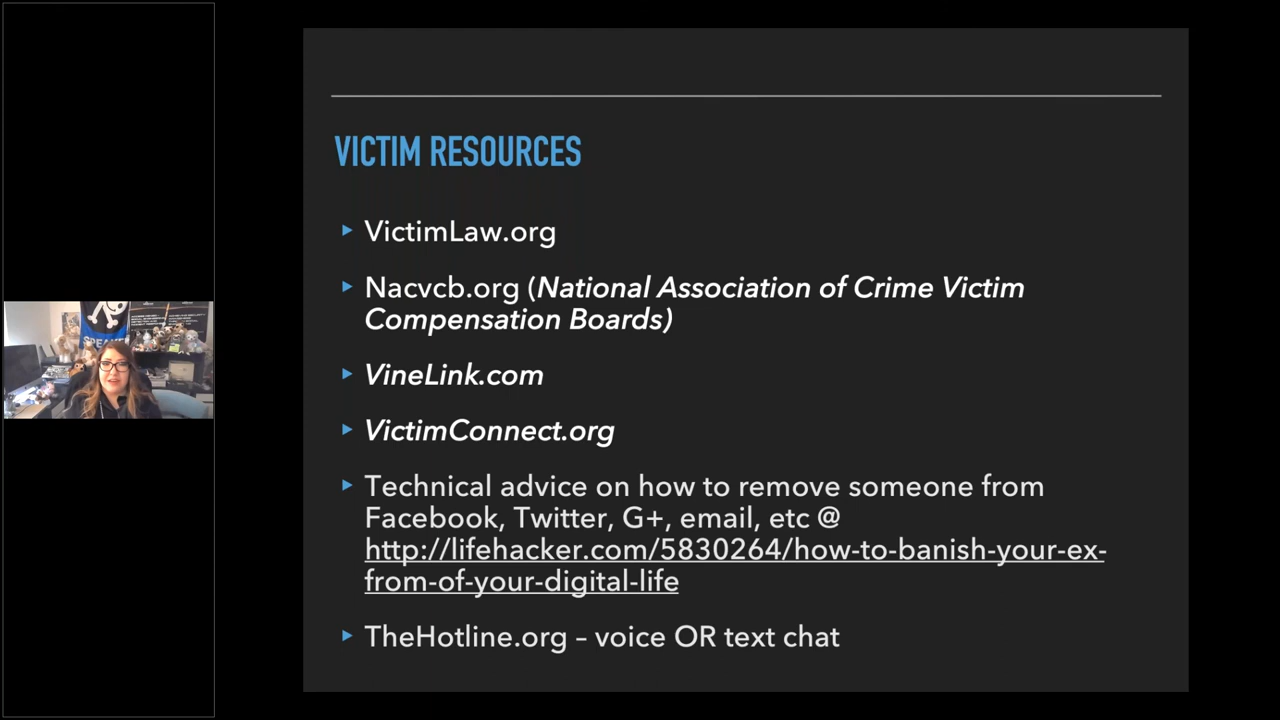 VICTIM RESOURCES
VictimLaw.org
Nacvcb.org (National Association of Crime Victim
Compensation Boards)
VineLink.com
VictimConnect.org
Technical advice on how to remove someone from
Facebook, Twitter, G+, email, etc @
http://lifehacker.com/5830264/how-to-banish-your-ex-
from-of-your-digital-life
TheHotline.org – voice OR text chat